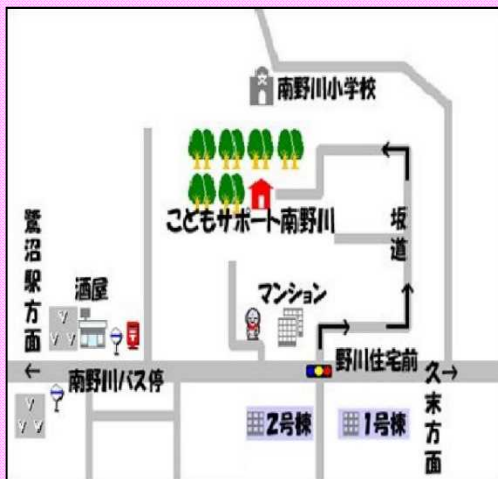 南野川小学校
こどもサポート南野川
坂道
鷺沼駅方面
酒屋
マンション
←
南野川バス停
野川住宅前
→
久末方面
2号棟
1号棟